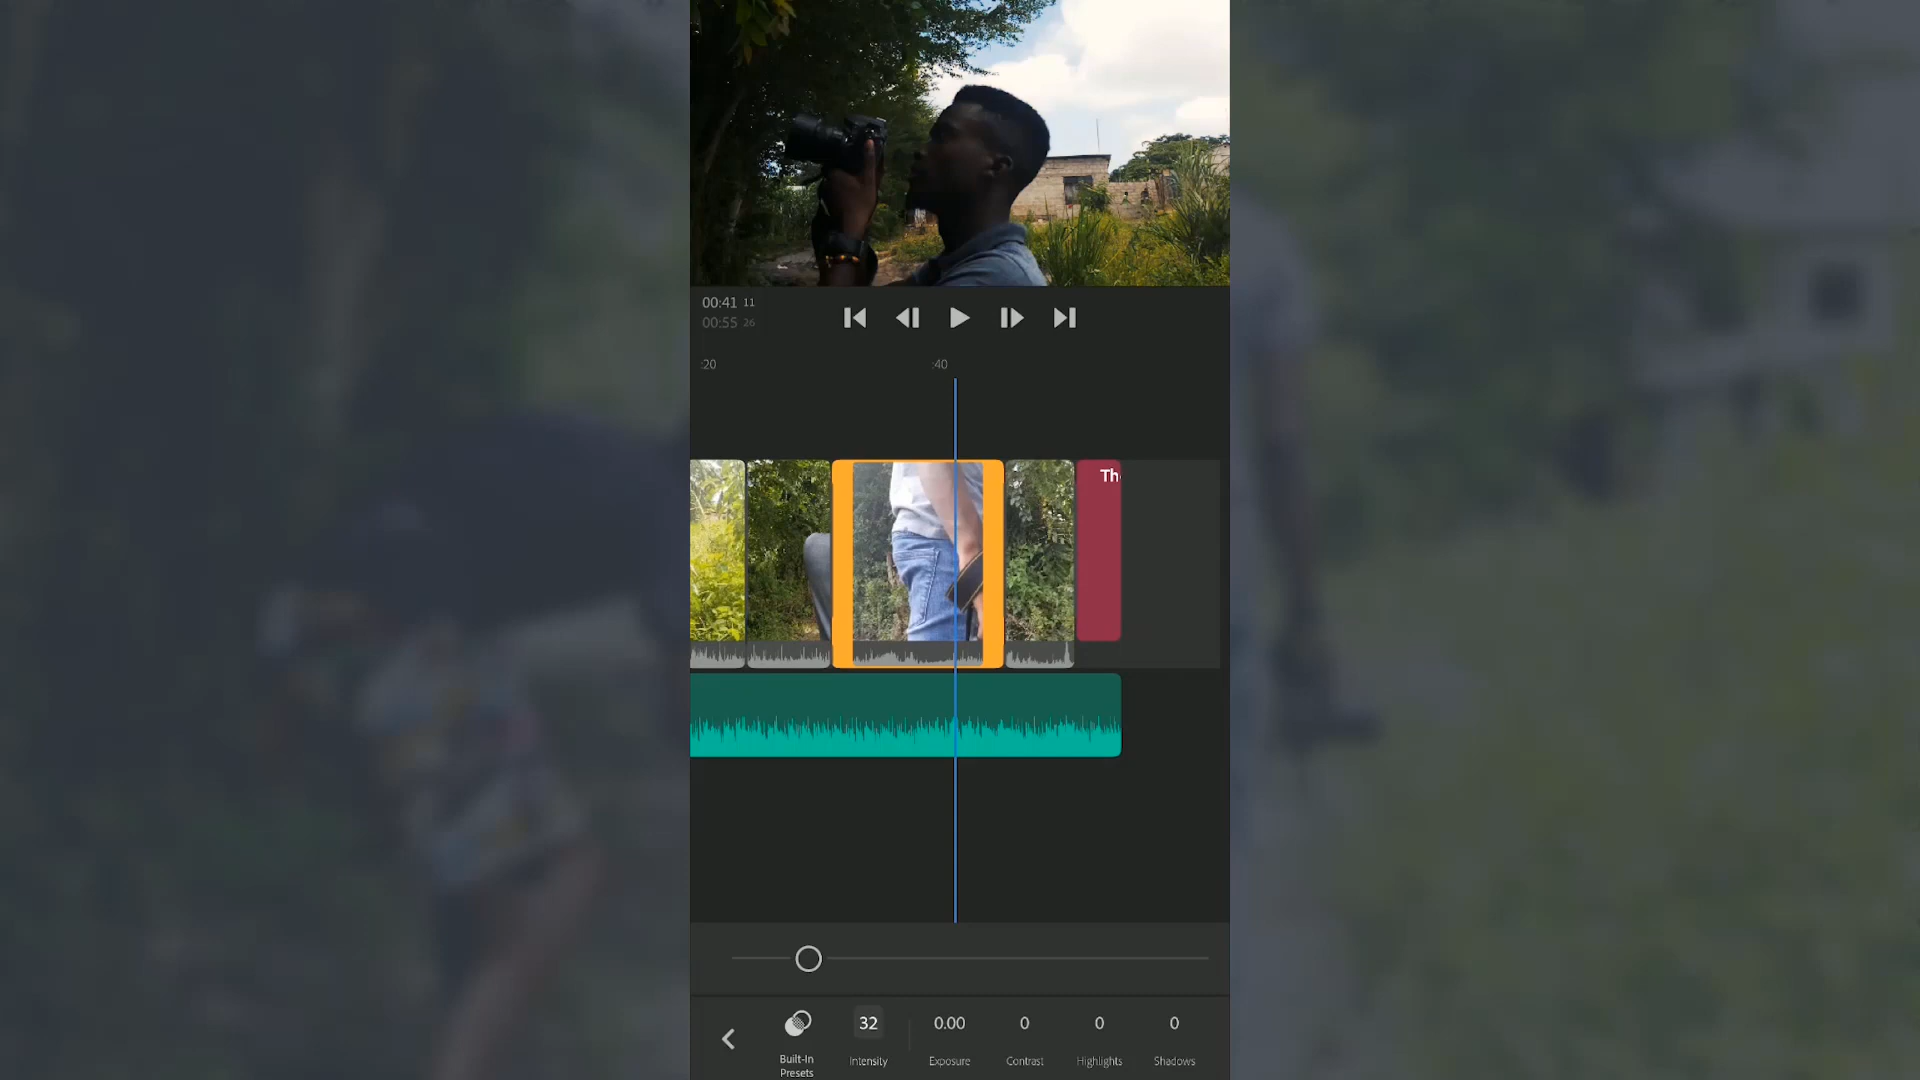 00:41 11
00:55 26
:20 :40
Th
32 0.00 0 0 0
Built-In
Presets Intensity Exposure Contrast Highlights Shadows